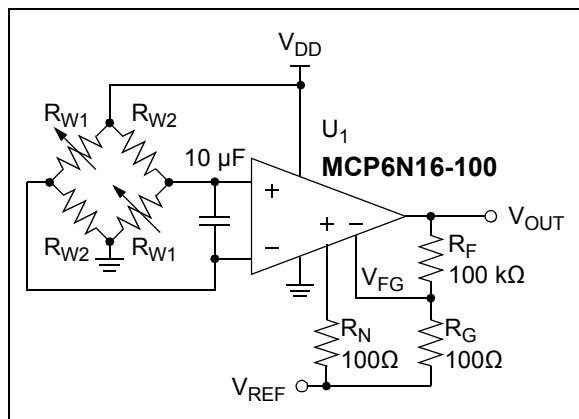 V_DD
R_W1
R_W2
10 µF
U_1
MCP6N16-100
+
+
−
−
V_OUT
R_W2
R_W1
R_F
100 kΩ
V_FG
R_N
100Ω
R_G
100Ω
V_REF